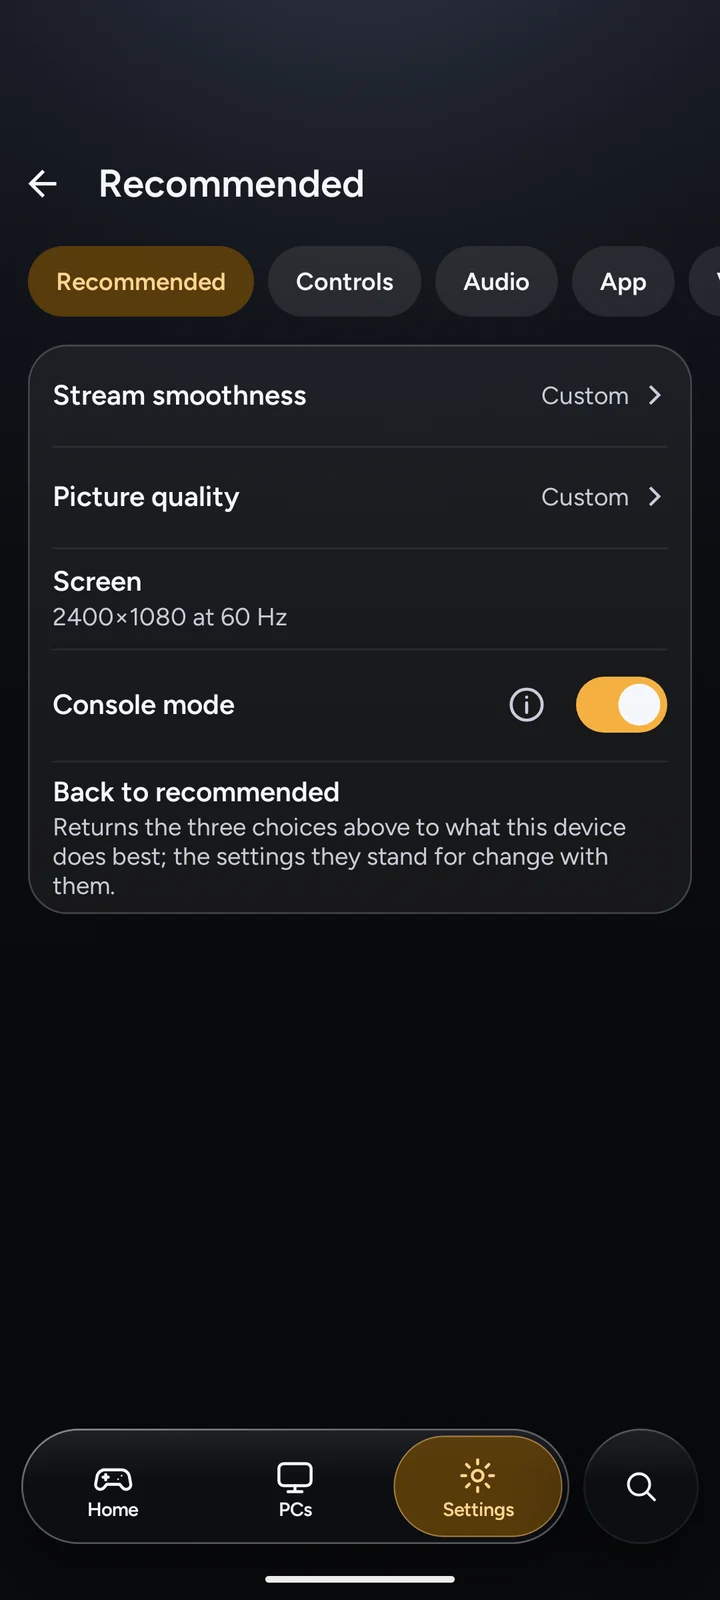 Recommended
Recommended
Controls
Audio
App
Stream smoothness
Custom
Picture quality
Custom
Screen
2400×1080 at 60 Hz
Console mode
Back to recommended
Returns the three choices above to what this device
does best; the settings they stand for change with
them.
Home
PCs
Settings